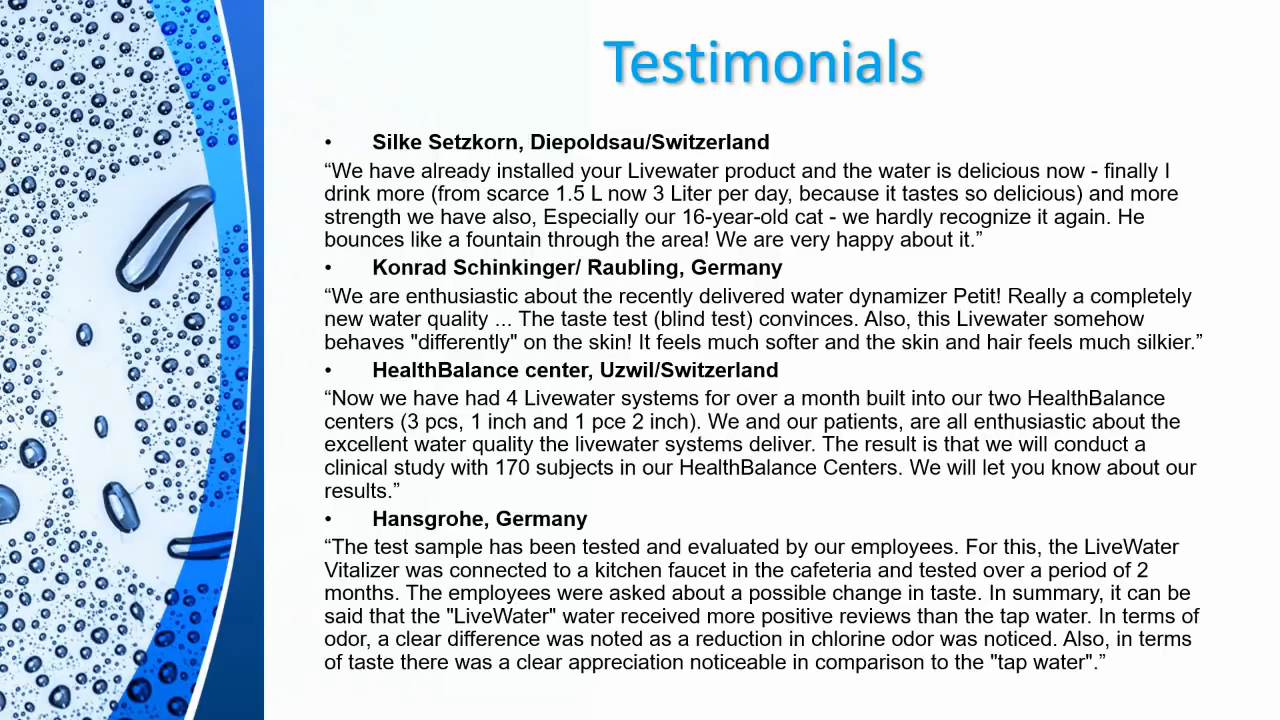 Testimonials
• Silke Setzkorn, Diepoldsau/Switzerland
“We have already installed your Livewater product and the water is delicious now - finally I
drink more (from scarce 1.5 L now 3 Liter per day, because it tastes so delicious) and more
strength we have also, Especially our 16-year-old cat - we hardly recognize it again. He
bounces like a fountain through the area! We are very happy about it.”
• Konrad Schinkinger/ Raubling, Germany
“We are enthusiastic about the recently delivered water dynamizer Petit! Really a completely
new water quality ... The taste test (blind test) convinces. Also, this Livewater somehow
behaves "differently" on the skin! It feels much softer and the skin and hair feels much silkier.”
• HealthBalance center, Uzwil/Switzerland
“Now we have had 4 Livewater systems for over a month built into our two HealthBalance
centers (3 pcs, 1 inch and 1 pce 2 inch). We and our patients, are all enthusiastic about the
excellent water quality the livewater systems deliver. The result is that we will conduct a
clinical study with 170 subjects in our HealthBalance Centers. We will let you know about our
results.”
• Hansgrohe, Germany
“The test sample has been tested and evaluated by our employees. For this, the LiveWater
Vitalizer was connected to a kitchen faucet in the cafeteria and tested over a period of 2
months. The employees were asked about a possible change in taste. In summary, it can be
said that the "LiveWater" water received more positive reviews than the tap water. In terms of
odor, a clear difference was noted as a reduction in chlorine odor was noticed. Also, in terms
of taste there was a clear appreciation noticeable in comparison to the "tap water".”